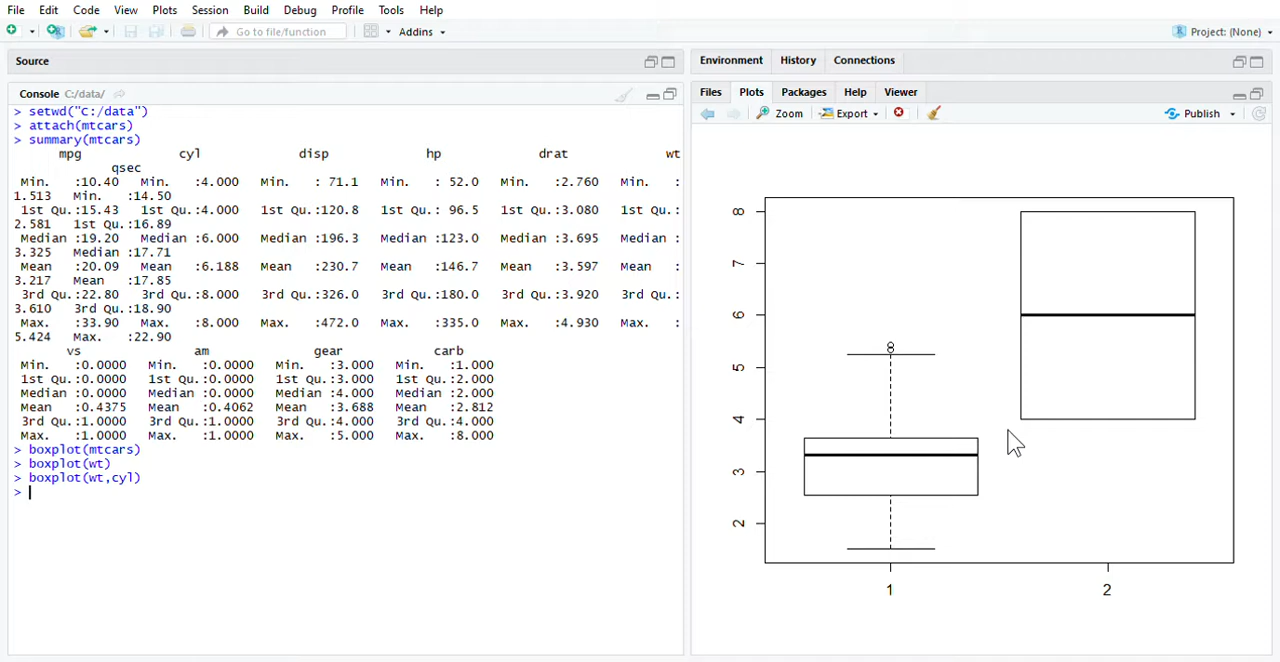 File Edit Code View Plots Session Build Debug Profile Tools Help
Go to file/function Addins Project: (None)
Source
Console C:/data/
> setwd("C:/data")
> attach(mtcars)
> summary(mtcars)
mpg cyl disp hp drat wt
qsec
Min. :10.40 Min. :4.000 Min. : 71.1 Min. : 52.0 Min. :2.760 Min. :
1.513 Min. :14.50
1st Qu.:15.43 1st Qu.:4.000 1st Qu.:120.8 1st Qu.: 96.5 1st Qu.:3.080 1st Qu.:
2.581 1st Qu.:16.89
Median :19.20 Median :6.000 Median :196.3 Median :123.0 Median :3.695 Median :
3.325 Median :17.71
Mean :20.09 Mean :6.188 Mean :230.7 Mean :146.7 Mean :3.597 Mean :
3.217 Mean :17.85
3rd Qu.:22.80 3rd Qu.:8.000 3rd Qu.:326.0 3rd Qu.:180.0 3rd Qu.:3.920 3rd Qu.:
3.610 3rd Qu.:18.90
Max. :33.90 Max. :8.000 Max. :472.0 Max. :335.0 Max. :4.930 Max. :
5.424 Max. :22.90
vs am gear carb
Min. :0.0000 Min. :0.0000 Min. :3.000 Min. :1.000
1st Qu.:0.0000 1st Qu.:0.0000 1st Qu.:3.000 1st Qu.:2.000
Median :0.0000 Median :0.0000 Median :4.000 Median :2.000
Mean :0.4375 Mean :0.4062 Mean :3.688 Mean :2.812
3rd Qu.:1.0000 3rd Qu.:1.0000 3rd Qu.:4.000 3rd Qu.:4.000
Max. :1.0000 Max. :1.0000 Max. :5.000 Max. :8.000
> boxplot(mtcars)
> boxplot(wt)
> boxplot(wt,cyl)
>
Environment History Connections
Files Plots Packages Help Viewer
Zoom Export Publish
8
7
6
5
4
3
2
1 2